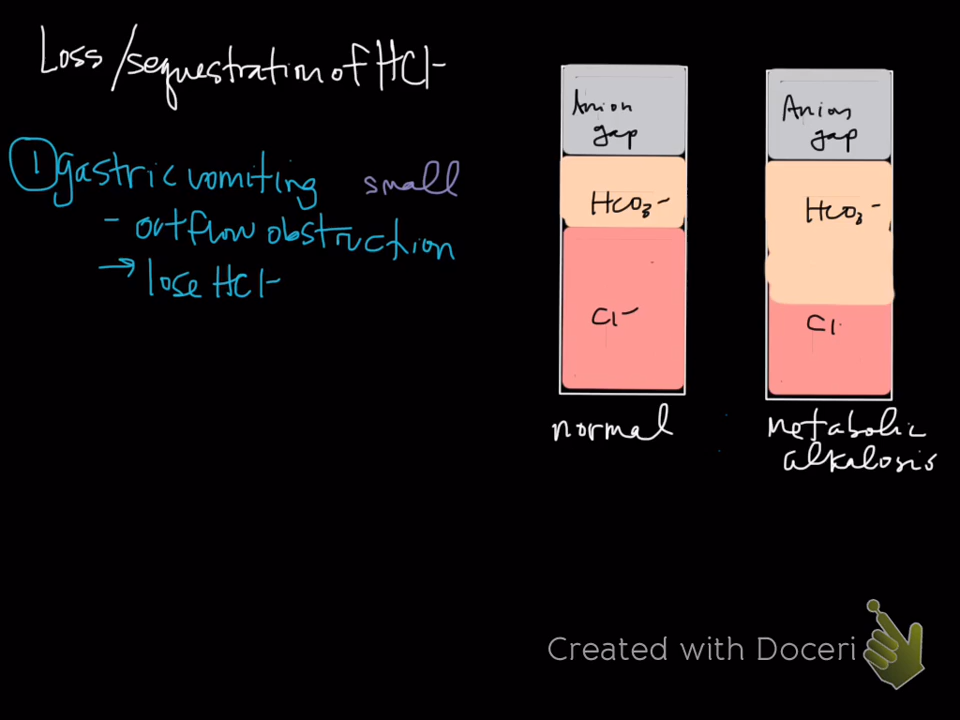 Loss/sequestration of HCl-
① gastric vomiting small
- outflow obstruction
→ lose HCl-
Anion
gap
HCO3-
Cl-
normal
Anion
gap
HCO3-
Cl
metabolic
alkalosis
Created with Doceri